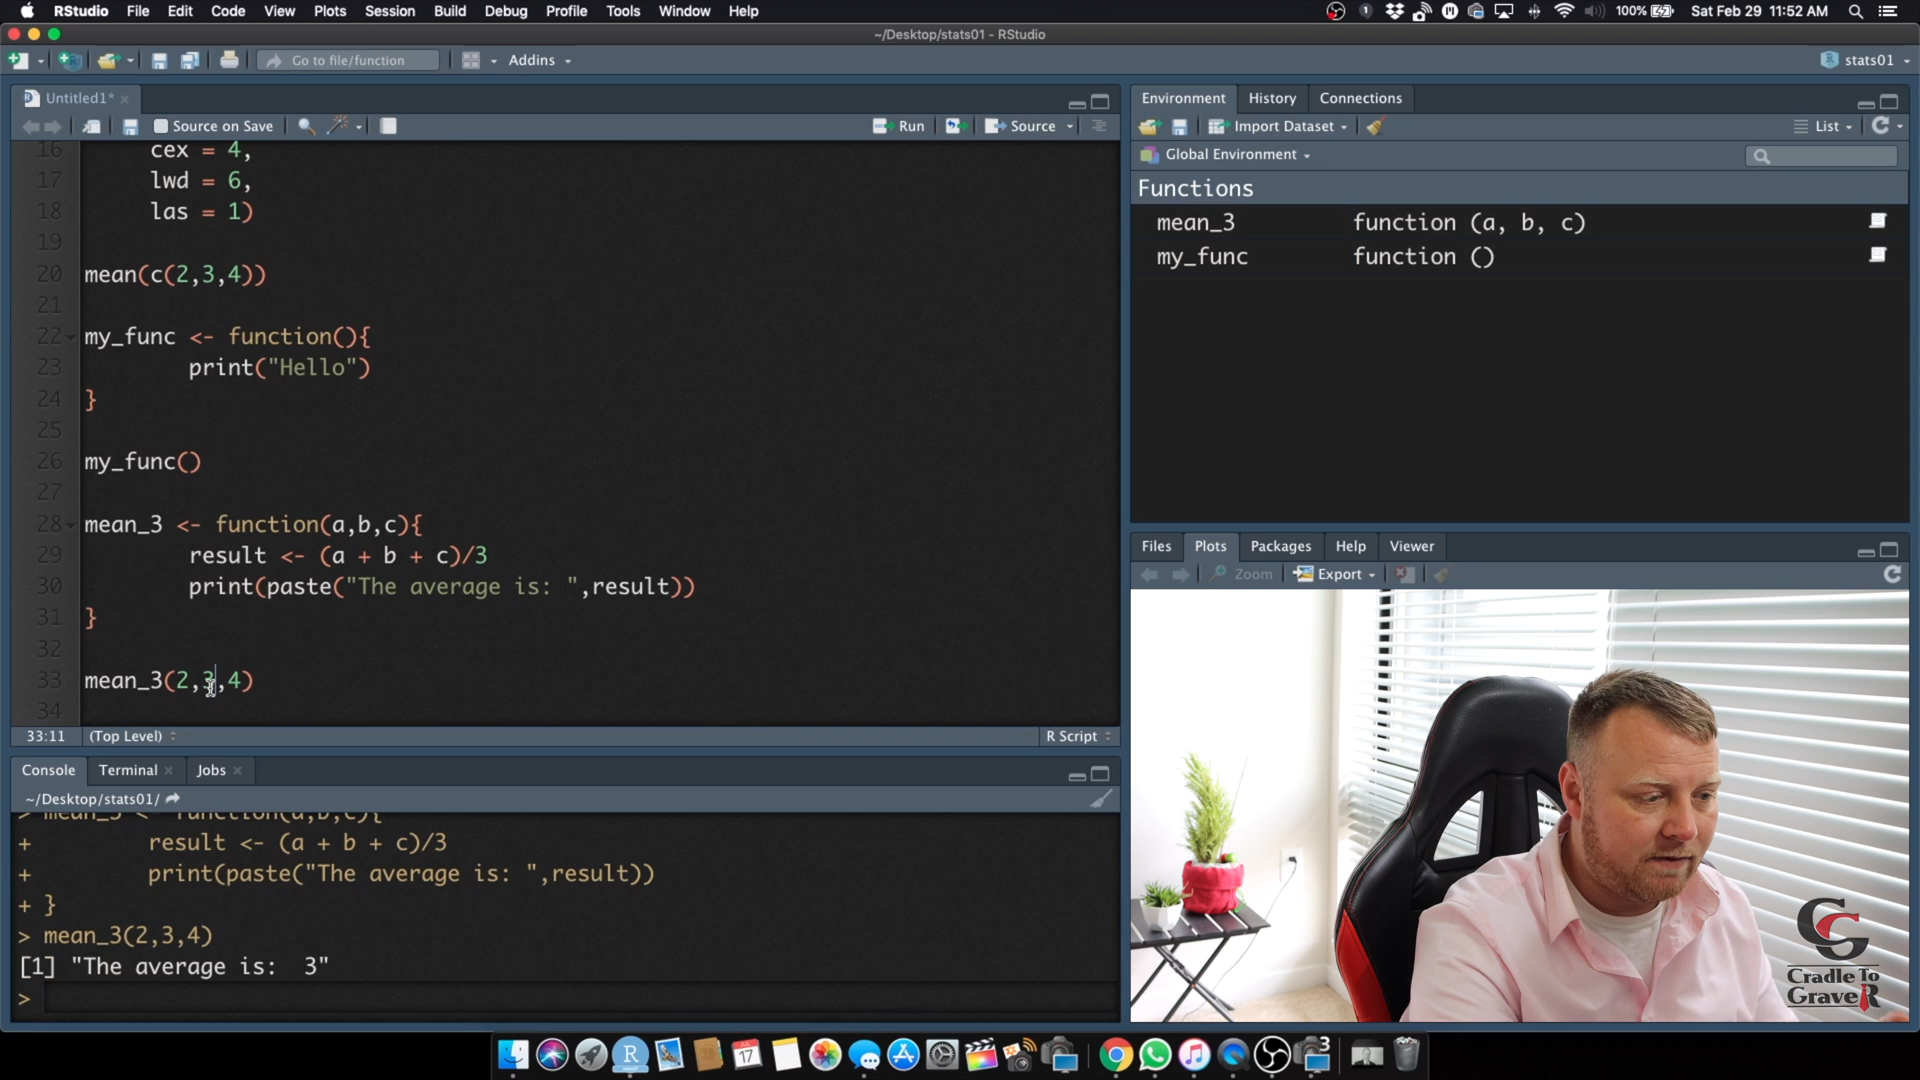 RStudio File Edit Code View Plots Session Build Debug Profile Tools Window Help 100% Sat Feb 29 11:52 AM
~/Desktop/stats01 - RStudio
Go to file/function Addins stats01
Untitled1*
Source on Save Run Source
16 cex = 4,
17 lwd = 6,
18 las = 1)
19
20 mean(c(2,3,4))
21
22 my_func <- function(){
23 print("Hello")
24 }
25
26 my_func()
27
28 mean_3 <- function(a,b,c){
29 result <- (a + b + c)/3
30 print(paste("The average is: ",result))
31 }
32
33 mean_3(2,3,4)
34
33:11 (Top Level) R Script
Console Terminal Jobs
~/Desktop/stats01/
> mean_3 <- function(a,b,c){
+ result <- (a + b + c)/3
+ print(paste("The average is: ",result))
+ }
> mean_3(2,3,4)
[1] "The average is:  3"
>
Environment History Connections
Import Dataset List
Global Environment
Functions
mean_3 function (a, b, c)
my_func function ()
Files Plots Packages Help Viewer
Zoom Export
Cradle To
GraveR
17
3